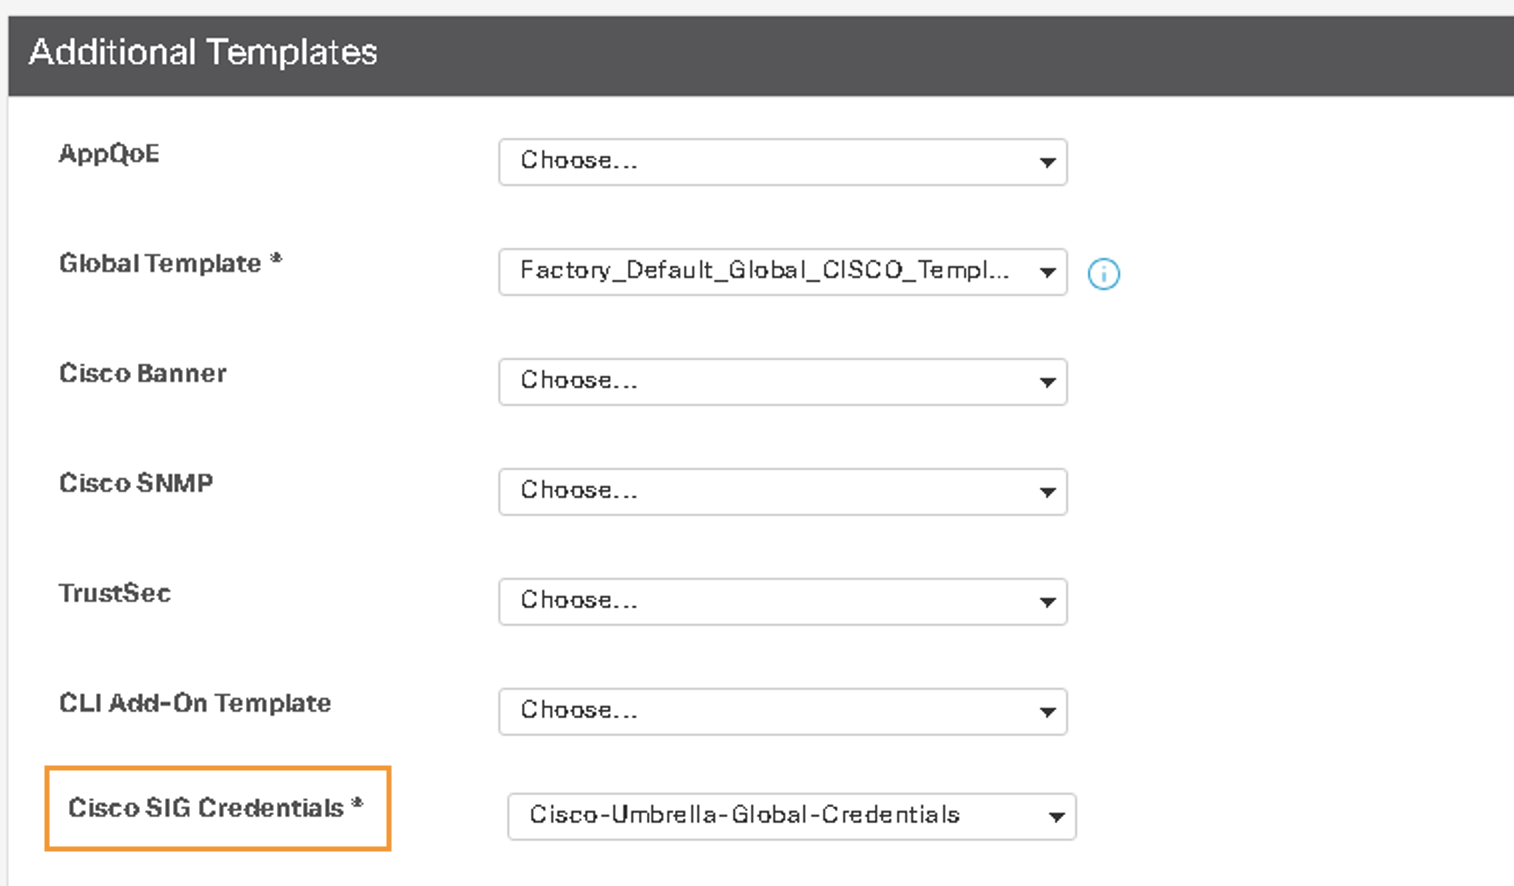 Additional Templates
AppQoE
Choose...
Global Template *
Factory_Default_Global_CISCO_Templ...
Cisco Banner
Choose...
Cisco SNMP
Choose...
TrustSec
Choose...
CLI Add-On Template
Choose...
Cisco SIG Credentials *
Cisco-Umbrella-Global-Credentials